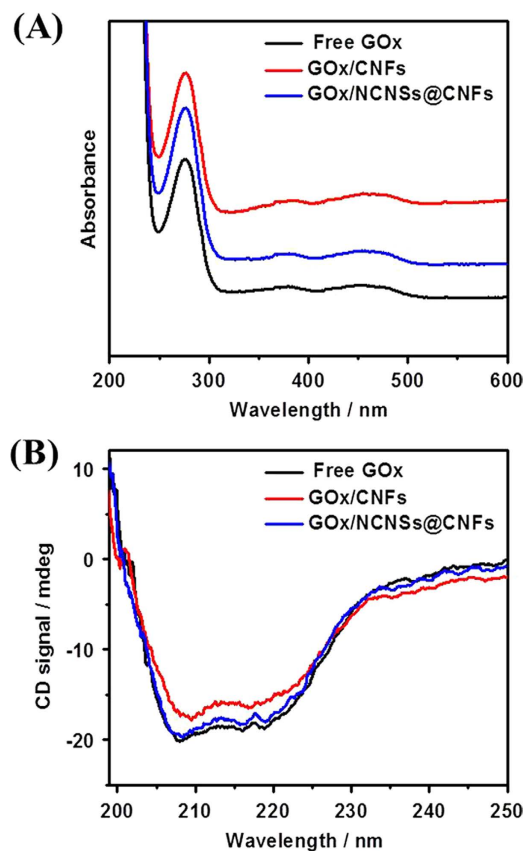 (A)
Free GOx
GOx/CNFs
GOx/NCNSs@CNFs
Absorbance
200 300 400 500 600
Wavelength / nm
(B)
10
0
-10
-20
Free GOx
GOx/CNFs
GOx/NCNSs@CNFs
CD signal / mdeg
200 210 220 230 240 250
Wavelength / nm